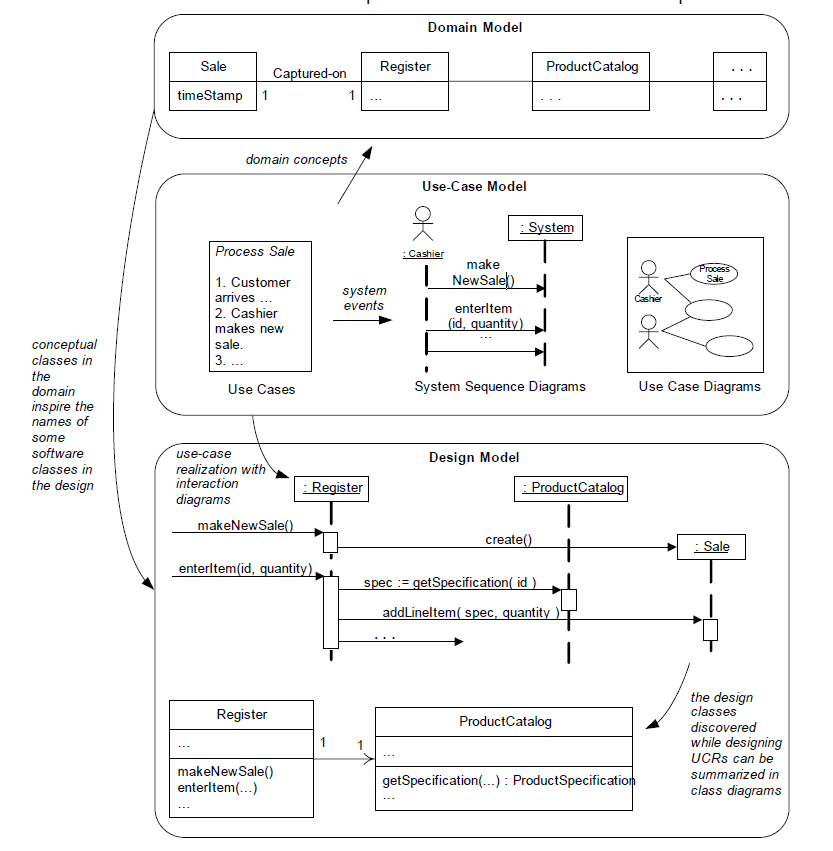 Domain Model
Sale
Captured-on
Register
ProductCatalog
. . .
timeStamp
1
1
...
. . .
. . .
domain concepts
Use-Case Model
: System
: Cashier
Process Sale
1. Customer
arrives ...
2. Cashier
makes new
sale.
3. ...
Use Cases
system
events
make
NewSale()
enterItem
(id, quantity)
...
System Sequence Diagrams
Process
Sale
Cashier
Use Case Diagrams
conceptual
classes in
the
domain
inspire the
names of
some
software
classes in
the design
Design Model
use-case
realization with
interaction
diagrams
: Register
: ProductCatalog
makeNewSale()
create()
: Sale
enterItem(id, quantity)
spec := getSpecification( id )
addLineItem( spec, quantity )
. . .
the design
classes
discovered
while designing
UCRs can be
summarized in
class diagrams
Register
...
makeNewSale()
enterItem(...)
...
1
1
ProductCatalog
...
getSpecification(...) : ProductSpecification
...